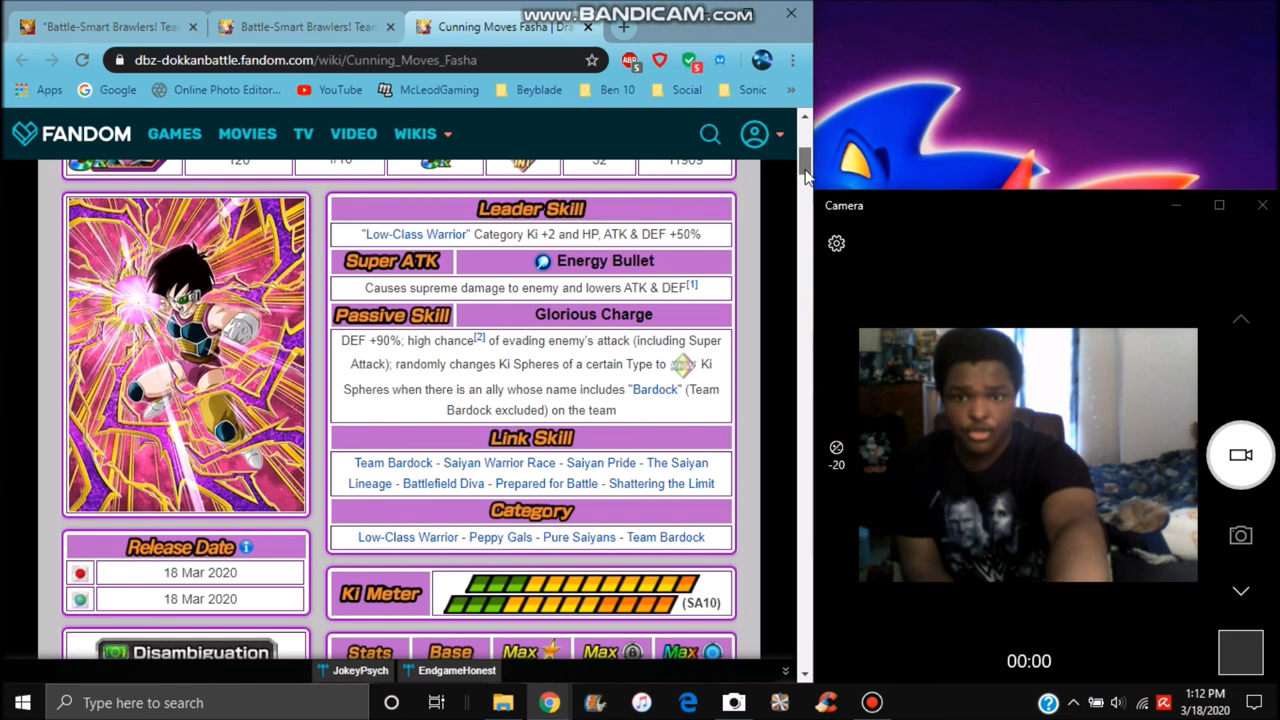 www.BANDICAM.com
"Battle-Smart Brawlers! Tea
Battle-Smart Brawlers! Team
Cunning Moves Fasha | Dra
dbz-dokkanbattle.fandom.com/wiki/Cunning_Moves_Fasha
Apps
Google
Online Photo Editor...
YouTube
McLeodGaming
Beyblade
Ben 10
Social
Sonic
»
FANDOM
GAMES
MOVIES
TV
VIDEO
WIKIS
120
1/10
32
11909
Leader Skill
"Low-Class Warrior" Category Ki +2 and HP, ATK & DEF +50%
Super ATK
Energy Bullet
Causes supreme damage to enemy and lowers ATK & DEF[1]
Passive Skill
Glorious Charge
DEF +90%; high chance[2] of evading enemy's attack (including Super
Attack); randomly changes Ki Spheres of a certain Type to Ki
Spheres when there is an ally whose name includes "Bardock" (Team
Bardock excluded) on the team
Link Skill
Team Bardock - Saiyan Warrior Race - Saiyan Pride - The Saiyan
Lineage - Battlefield Diva - Prepared for Battle - Shattering the Limit
Category
Low-Class Warrior - Peppy Gals - Pure Saiyans - Team Bardock
Release Date
18 Mar 2020
18 Mar 2020
Ki Meter
(SA10)
Disambiguation
Stats
Base
Max
Max
Max
JokeyPsych
EndgameHonest
Camera
-20
00:00
Type here to search
1:12 PM
3/18/2020